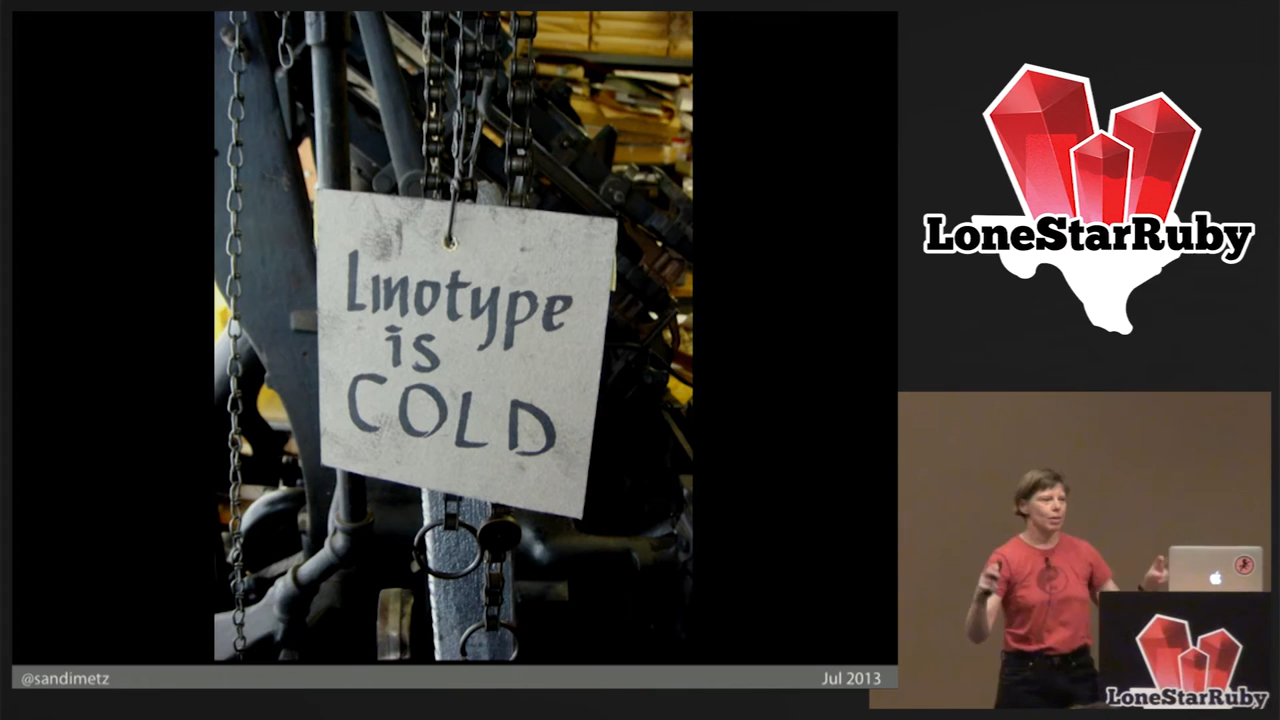 Linotype
is
COLD
@sandimetz
Jul 2013
LoneStarRuby
LoneStarRuby